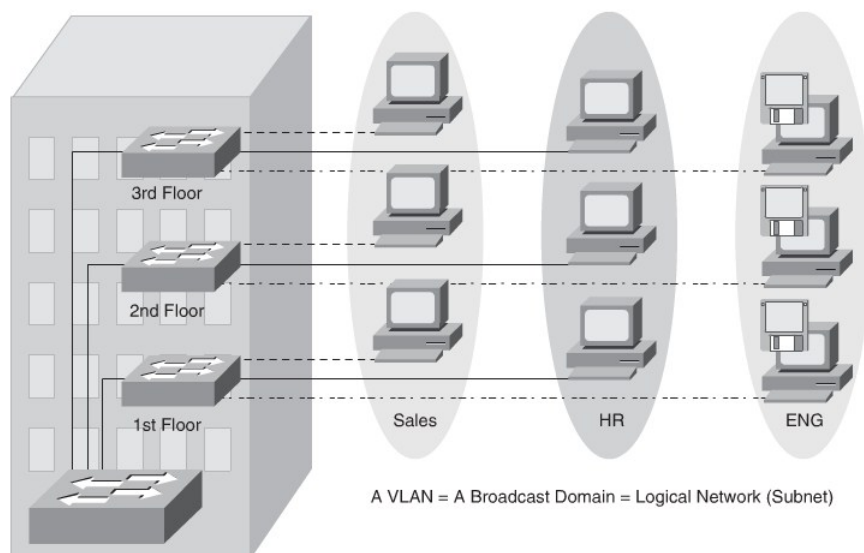 3rd Floor
2nd Floor
1st Floor
Sales
HR
ENG
A VLAN = A Broadcast Domain = Logical Network (Subnet)